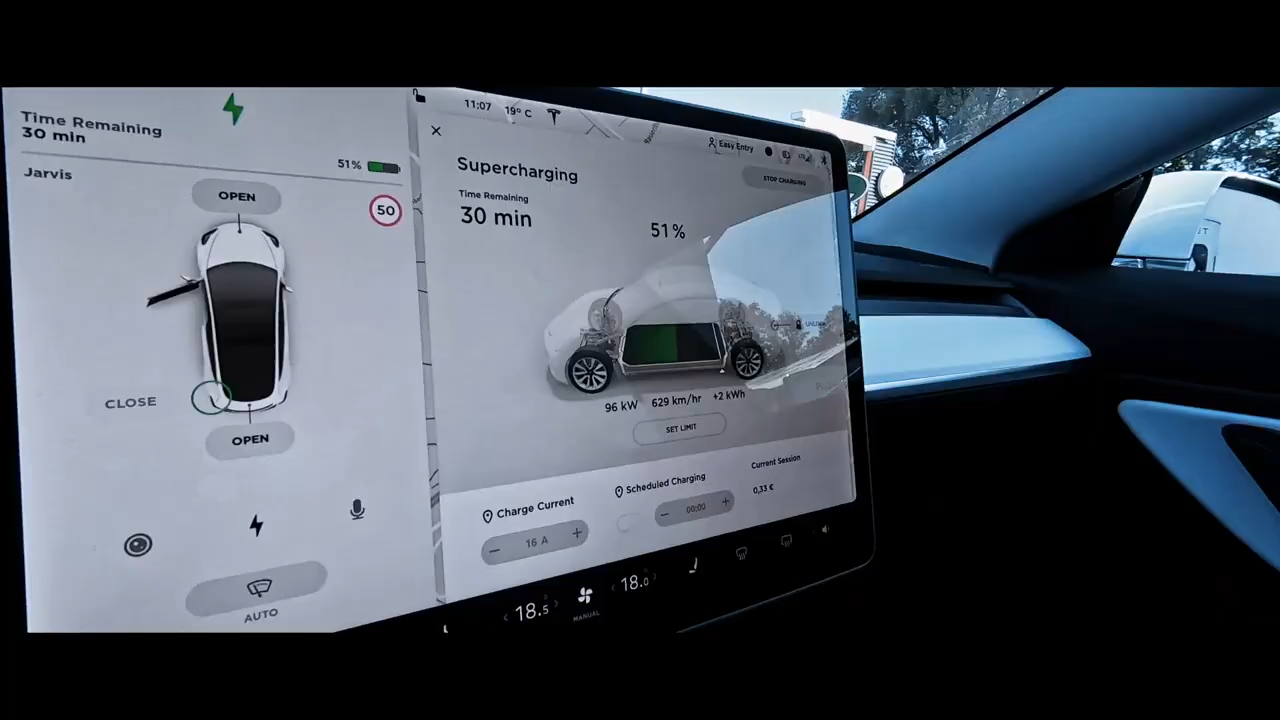 Time Remaining
30 min
51%
Jarvis
OPEN
50
CLOSE
OPEN
AUTO
11:07
19°C
Easy Entry
Supercharging
STOP CHARGING
Time Remaining
30 min
51%
96 kW 629 km/hr +2 kWh
SET LIMIT
Charge Current
− 16 A +
Scheduled Charging
− 00:00 +
Current Session
0,33 €
18.5
MANUAL
18.0